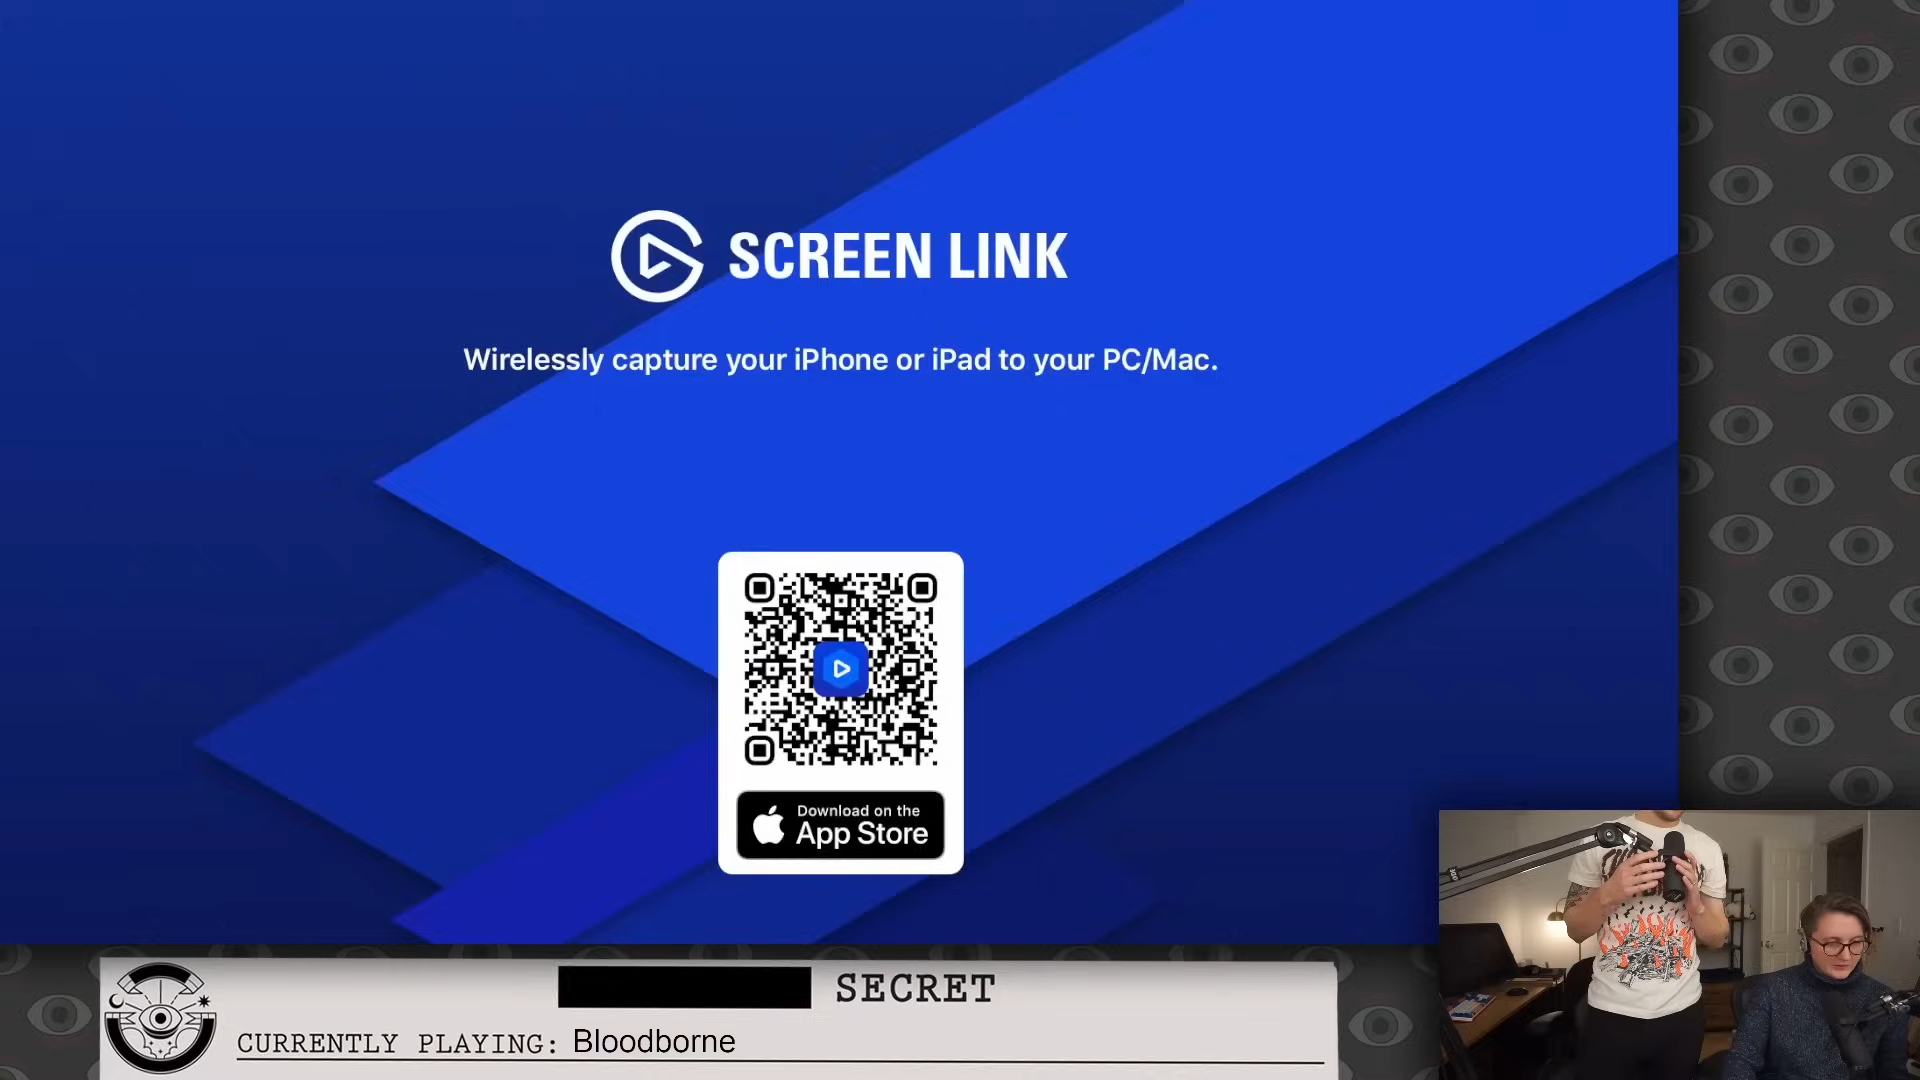 SCREEN LINK
Wirelessly capture your iPhone or iPad to your PC/Mac.
Download on the
App Store
SECRET
CURRENTLY PLAYING: Bloodborne